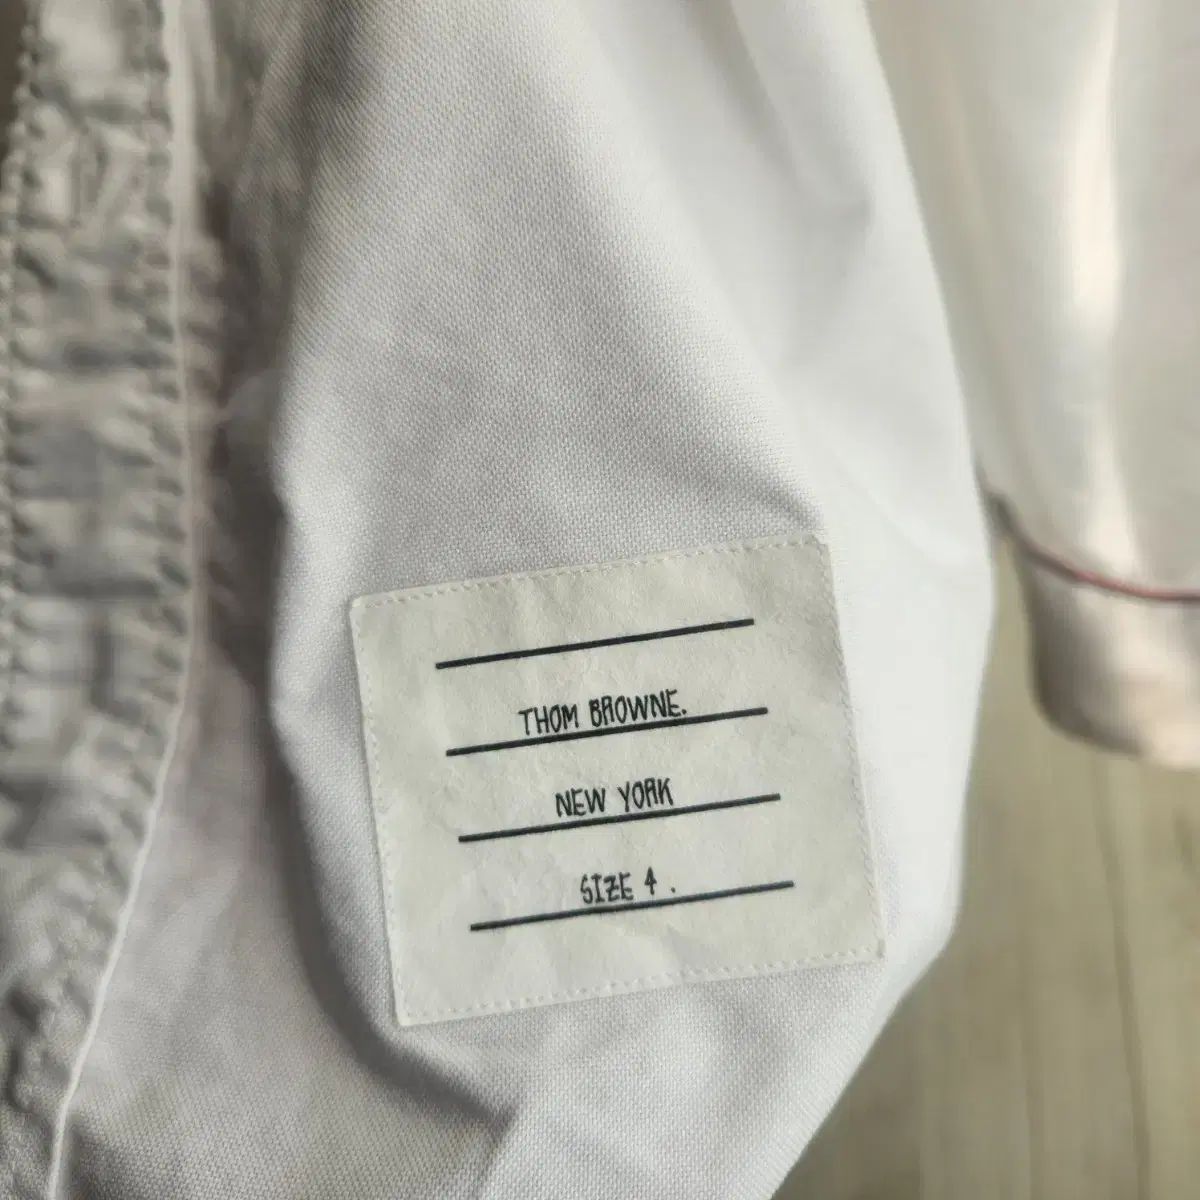 THOM BROWNE.
NEW YORK
SIZE 4 .